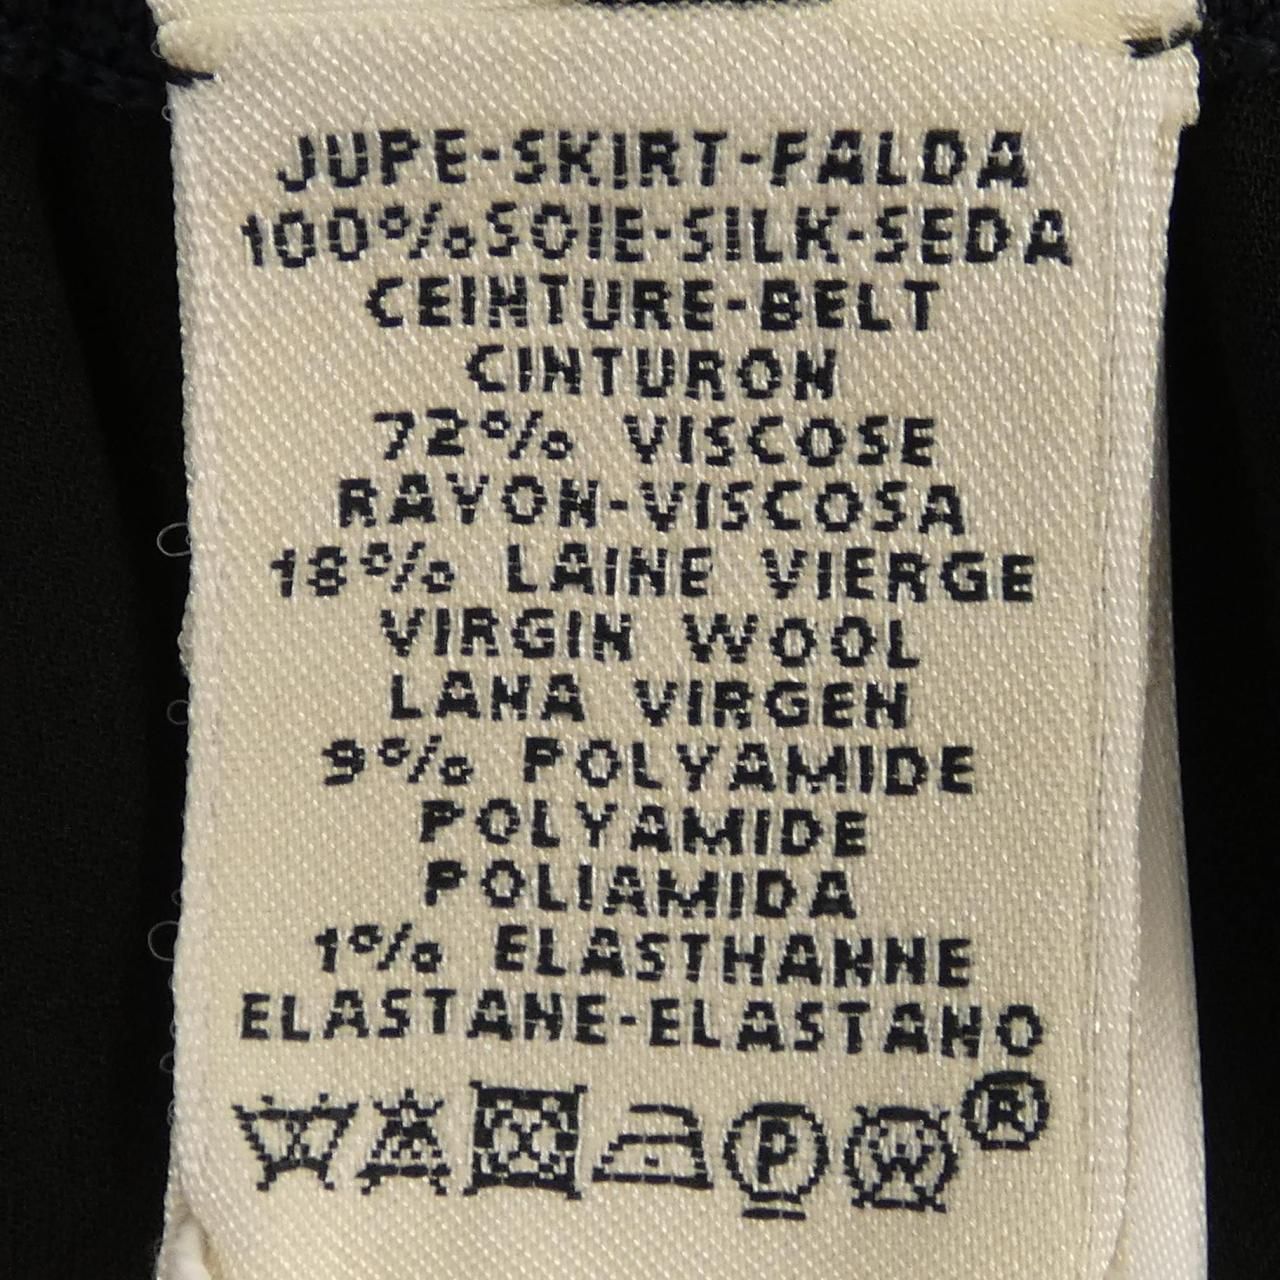 JUPE-SKIRT-FALDA
100%SOIE-SILK-SEDA
CEINTURE-BELT
CINTURON
72% VISCOSE
RAYON-VISCOSA
18% LAINE VIERGE
VIRGIN WOOL
LANA VIRGEN
9% POLYAMIDE
POLYAMIDE
POLIAMIDA
1% ELASTHANNE
ELASTANE-ELASTANO
P W ®